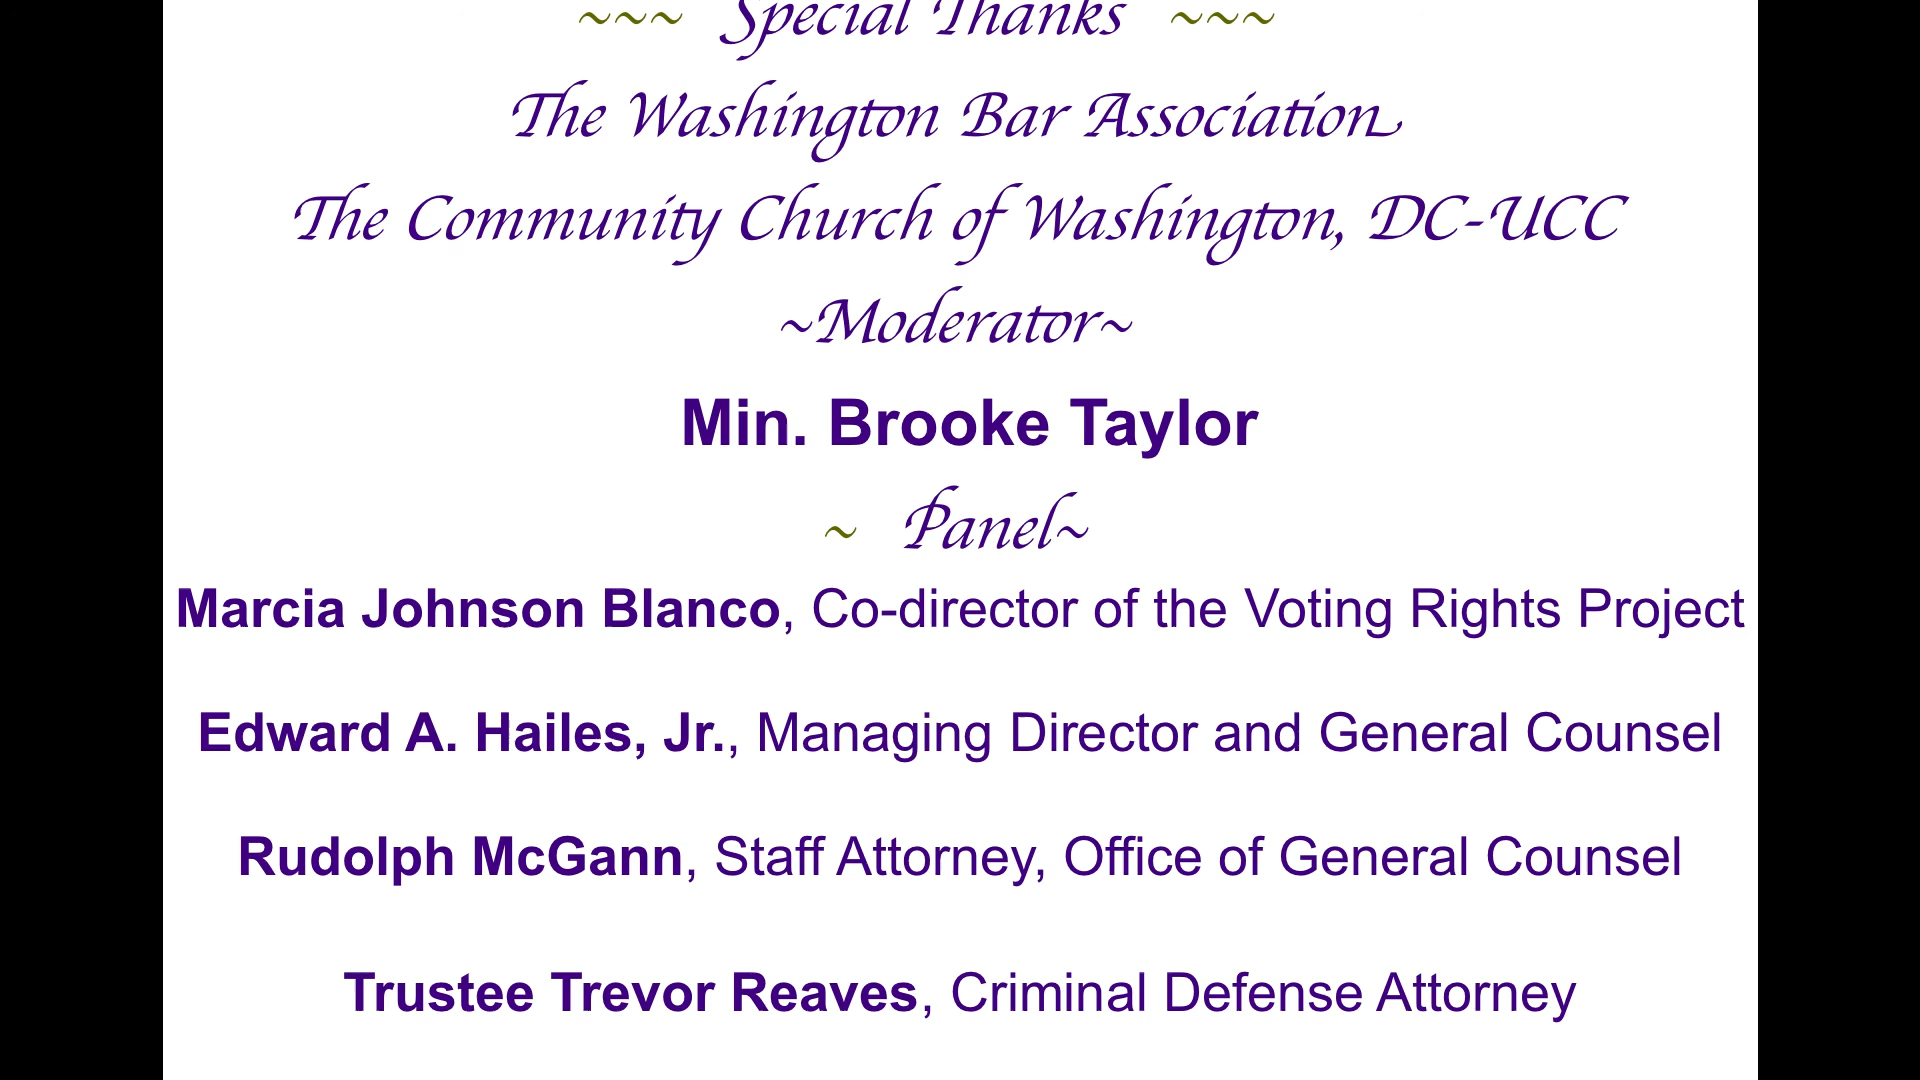 ~~~ Special Thanks ~~~
The Washington Bar Association
The Community Church of Washington, DC-UCC
~Moderator~
Min. Brooke Taylor
~ Panel~
Marcia Johnson Blanco, Co-director of the Voting Rights Project
Edward A. Hailes, Jr., Managing Director and General Counsel
Rudolph McGann, Staff Attorney, Office of General Counsel
Trustee Trevor Reaves, Criminal Defense Attorney